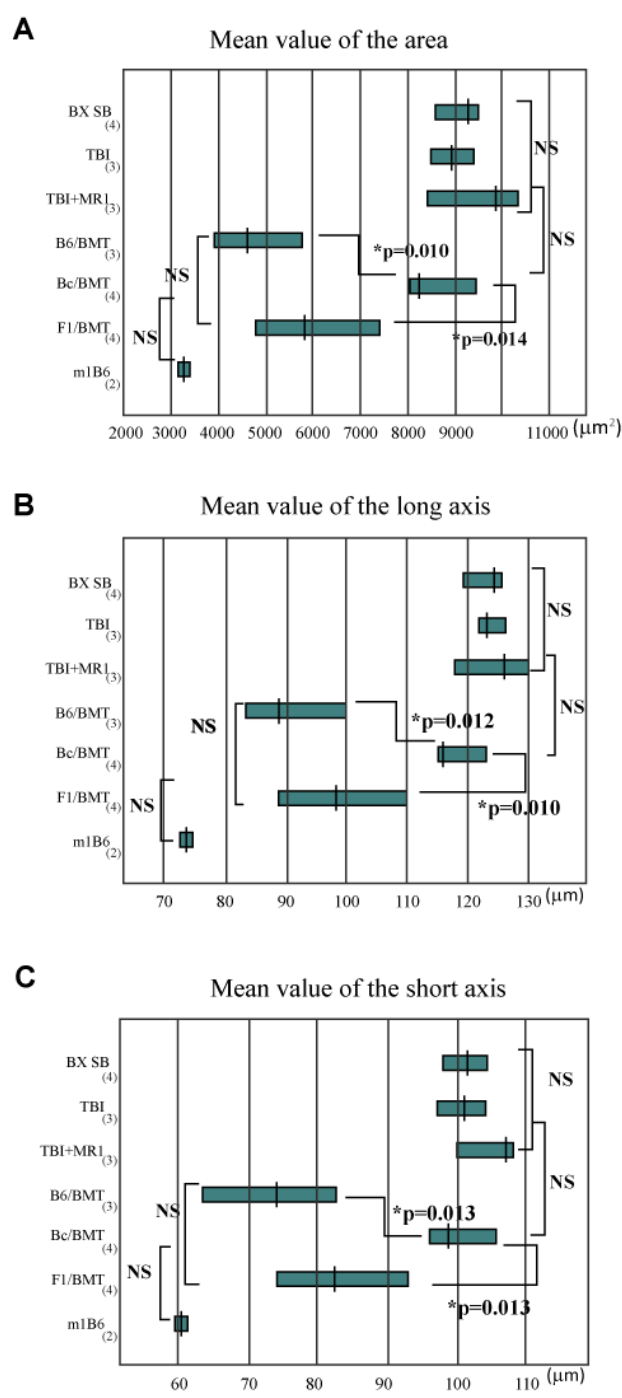 A
Mean value of the area
BX SB
(4)
TBI
(3)
TBI+MR1
(3)
B6/BMT
(3)
Bc/BMT
(4)
F1/BMT
(4)
m1B6
(2)
NS
NS
*p=0.010
NS
NS
*p=0.014
2000 3000 4000 5000 6000 7000 8000 9000 11000 (μm²)
B
Mean value of the long axis
BX SB
(4)
TBI
(3)
TBI+MR1
(3)
B6/BMT
(3)
Bc/BMT
(4)
F1/BMT
(4)
m1B6
(2)
NS
NS
NS
*p=0.012
NS
*p=0.010
70 80 90 100 110 120 130 (μm)
C
Mean value of the short axis
BX SB
(4)
TBI
(3)
TBI+MR1
(3)
B6/BMT
(3)
Bc/BMT
(4)
F1/BMT
(4)
m1B6
(2)
NS
NS
NS
*p=0.013
NS
*p=0.013
60 70 80 90 100 110 (μm)